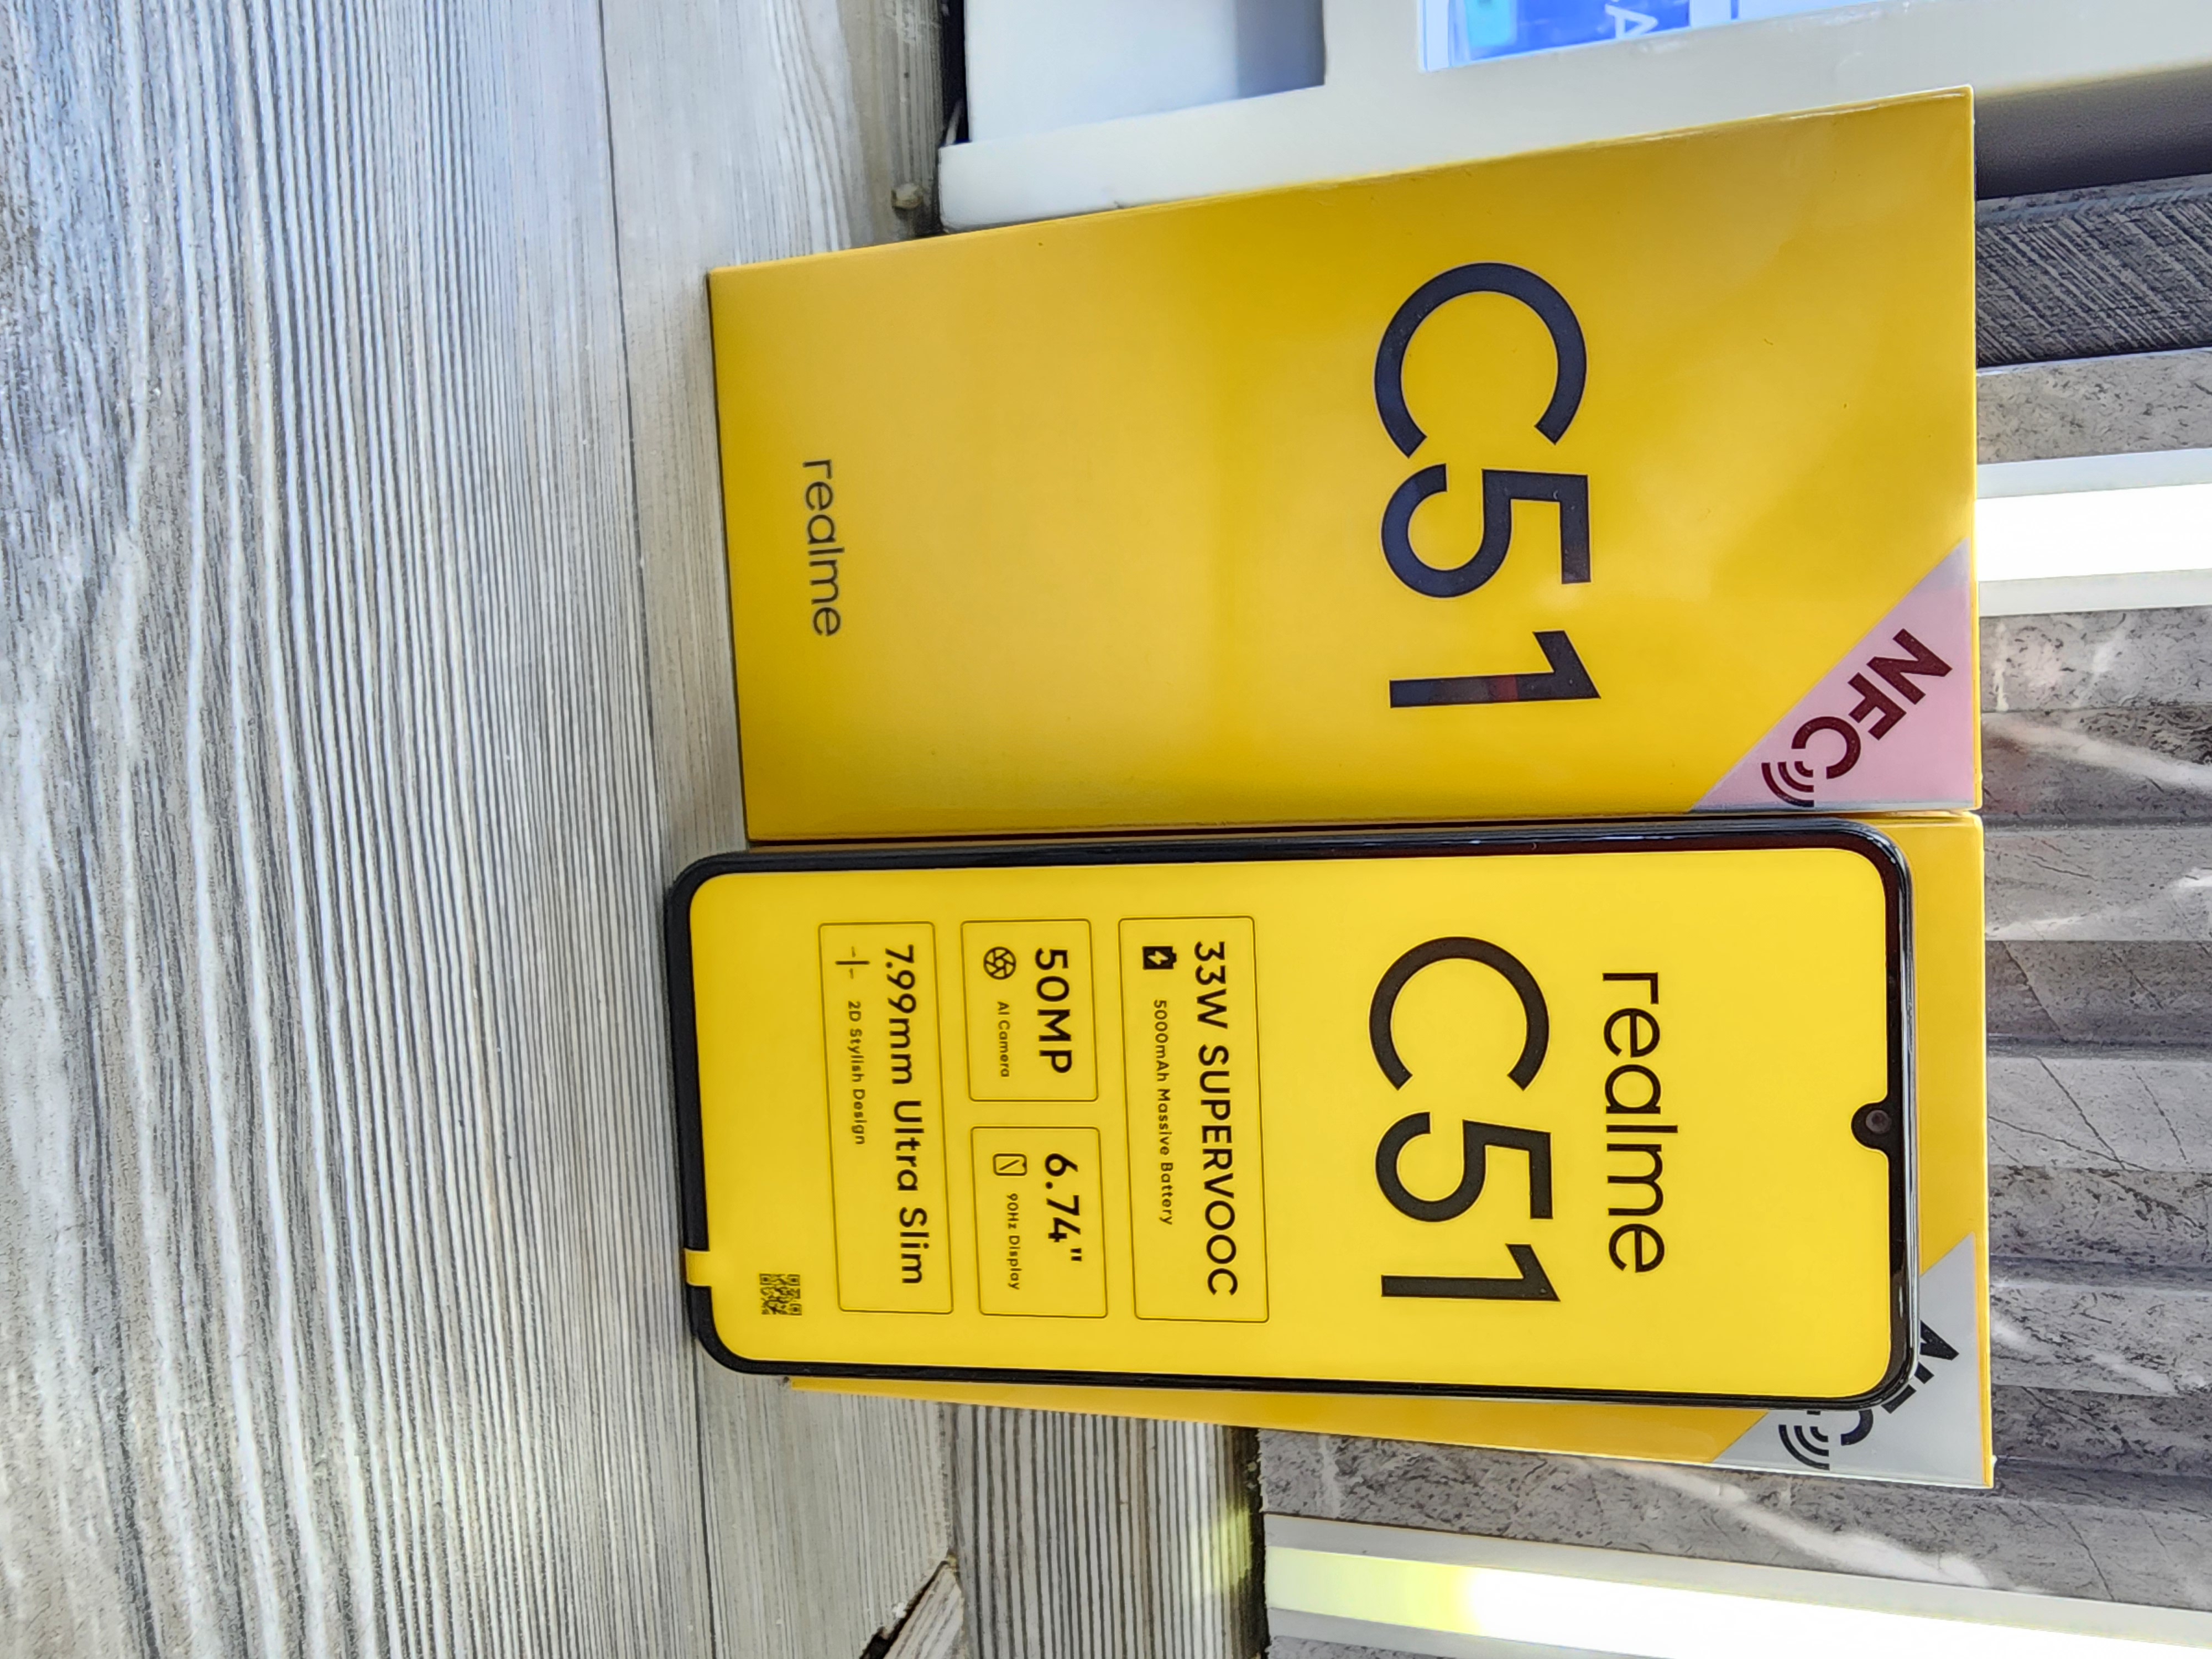 NFC
C51
realme
realme
C51
33W SUPERVOOC
5000mAh Massive Battery
50MP
AI Camera
6.74"
90Hz Display
7.99mm Ultra Slim
2D Stylish Design